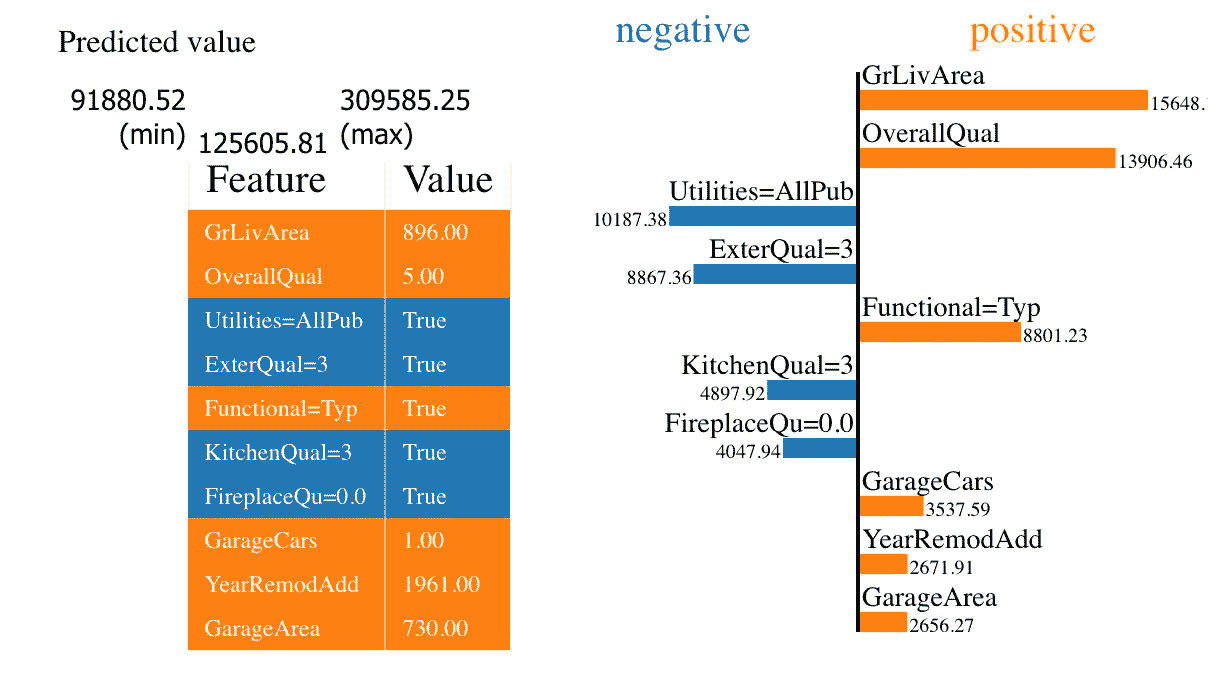 Predicted value
91880.52
(min)
125605.81
309585.25
(max)
Feature Value
GrLivArea 896.00
OverallQual 5.00
Utilities=AllPub True
ExterQual=3 True
Functional=Typ True
KitchenQual=3 True
FireplaceQu=0.0 True
GarageCars 1.00
YearRemodAdd 1961.00
GarageArea 730.00
negative positive
GrLivArea
15648.
OverallQual
13906.46
Utilities=AllPub
10187.38
ExterQual=3
8867.36
Functional=Typ
8801.23
KitchenQual=3
4897.92
FireplaceQu=0.0
4047.94
GarageCars
3537.59
YearRemodAdd
2671.91
GarageArea
2656.27